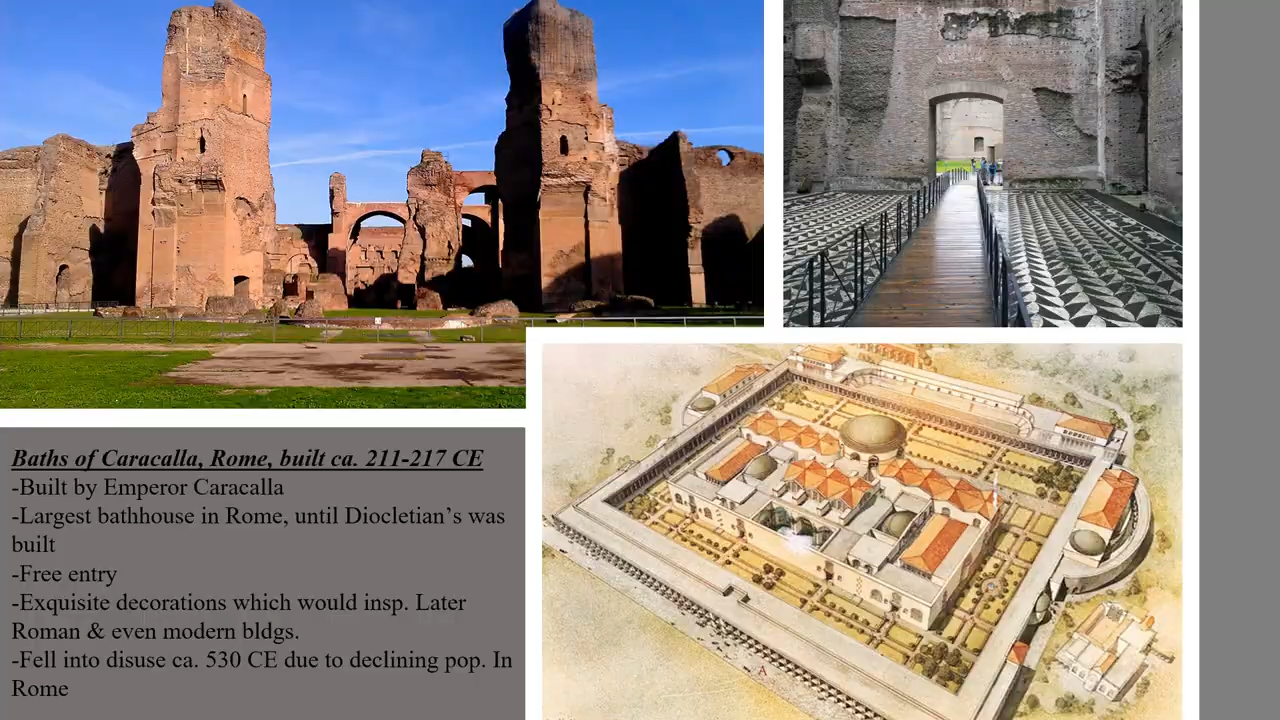 Baths of Caracalla, Rome, built ca. 211-217 CE
-Built by Emperor Caracalla
-Largest bathhouse in Rome, until Diocletian’s was
built
-Free entry
-Exquisite decorations which would insp. Later
Roman & even modern bldgs.
-Fell into disuse ca. 530 CE due to declining pop. In
Rome